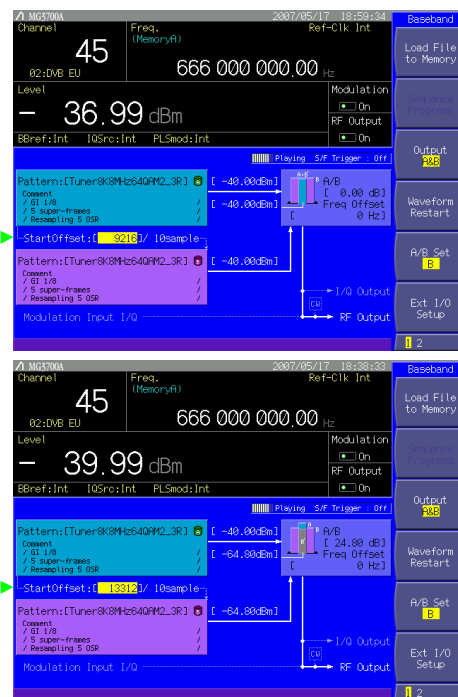 MG3700A 2007/05/17 18:59:34 Baseband
Channel Freq. Ref-Clk Int
(MemoryA)
45 666 000 000.00 Hz
02:DVB EU
Load File
to Memory
Level Modulation
- 36.99 dBm On
RF Output
On
BBref:Int IQSrc:Int PLSmod:Int
Sequence
Progress
Playing S/F Trigger : Off
Output
A&B
Pattern:[Tuner8K8MHz64QAM2_3R] [ -40.00dBm] A+B A/B
Comment [ 0.00 dB]
/ GI 1/8 / [ -40.00dBm] Freq Offset
/ 5 super-frames / [ 0 Hz]
/ Resampling 5 OSR /
Waveform
Restart
StartOffset:[ 9216]/ 10sample
Pattern:[Tuner8K8MHz64QAM2_3R] [ -40.00dBm]
Comment
/ GI 1/8 /
/ 5 super-frames /
/ Resampling 5 OSR /
A/B Set
B
I/Q Output
CW
Modulation Input I/Q RF Output
Ext I/O
Setup
1 2
MG3700A 2007/05/17 18:38:33 Baseband
Channel Freq. Ref-Clk Int
(MemoryA)
45 666 000 000.00 Hz
02:DVB EU
Load File
to Memory
Level Modulation
- 39.99 dBm On
RF Output
On
BBref:Int IQSrc:Int PLSmod:Int
Sequence
Progress
Playing S/F Trigger : Off
Output
A&B
Pattern:[Tuner8K8MHz64QAM2_3R] [ -40.00dBm] A B A/B
Comment [ 24.80 dB]
/ GI 1/8 / [ -64.80dBm] Freq Offset
/ 5 super-frames / [ 0 Hz]
/ Resampling 5 OSR /
Waveform
Restart
StartOffset:[ 13312]/ 10sample
Pattern:[Tuner8K8MHz64QAM2_3R] [ -64.80dBm]
Comment
/ GI 1/8 /
/ 5 super-frames /
/ Resampling 5 OSR /
A/B Set
B
I/Q Output
CW
Modulation Input I/Q RF Output
Ext I/O
Setup
1 2